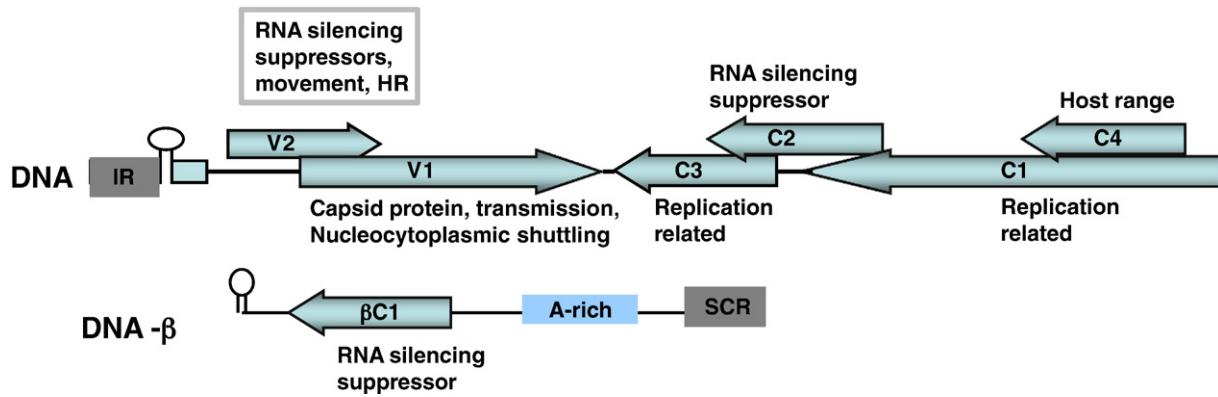 RNA silencing
suppressors,
movement, HR
RNA silencing
suppressor
Host range
V2
C2
C4
DNA
IR
V1
C3
C1
Capsid protein, transmission,
Nucleocytoplasmic shuttling
Replication
related
Replication
related
DNA -β
βC1
A-rich
SCR
RNA silencing
suppressor